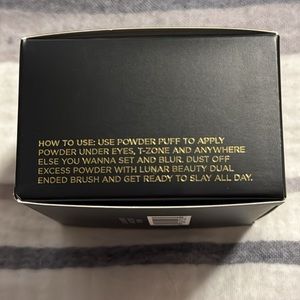 HOW TO USE: USE POWDER PUFF TO APPLY
POWDER UNDER EYES, T-ZONE AND ANYWHERE
ELSE YOU WANNA SET AND BLUR. DUST OFF
EXCESS POWDER WITH LUNAR BEAUTY DUAL
ENDED BRUSH AND GET READY TO SLAY ALL DAY.